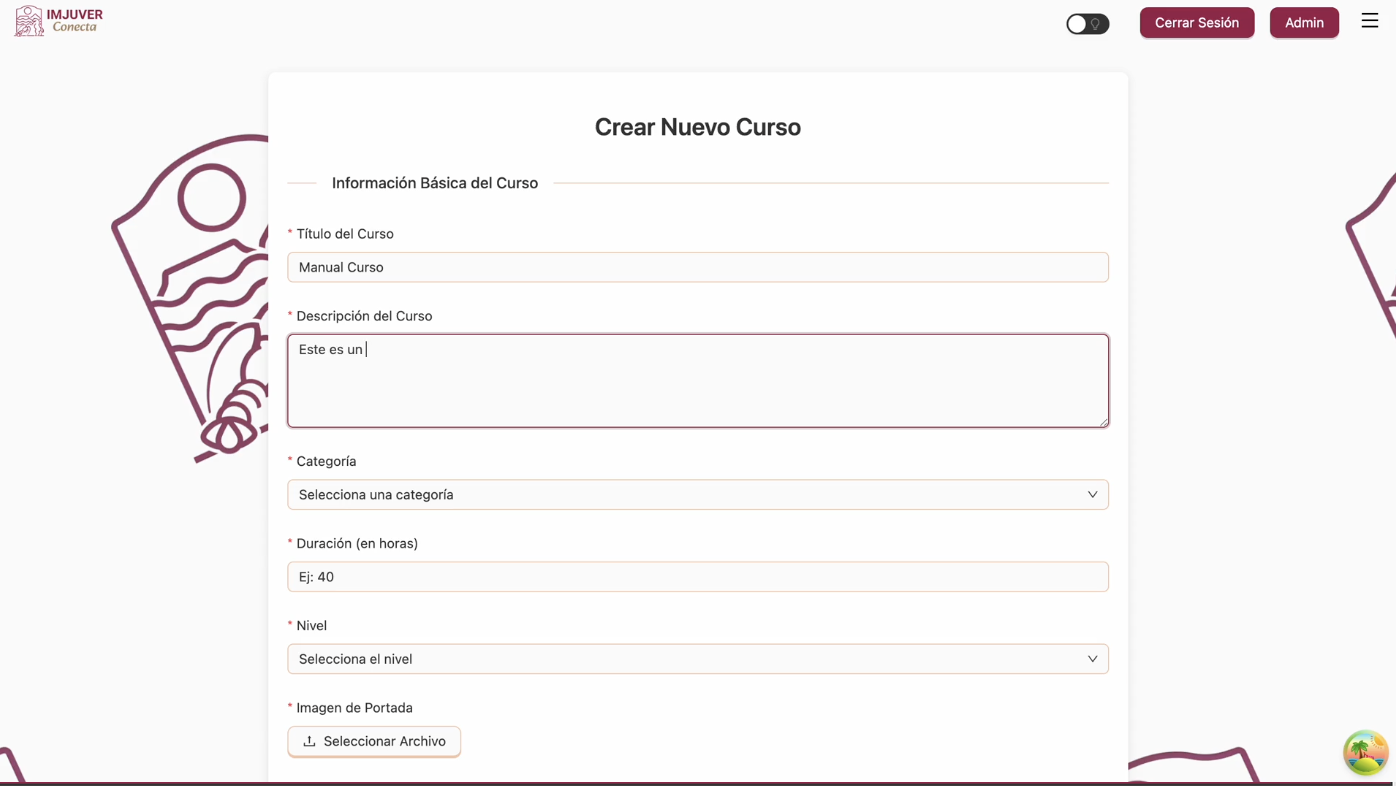 IMJUVER
Conecta
Cerrar Sesión
Admin
Crear Nuevo Curso
Información Básica del Curso
* Título del Curso
Manual Curso
* Descripción del Curso
Este es un
* Categoría
Selecciona una categoría
* Duración (en horas)
Ej: 40
* Nivel
Selecciona el nivel
* Imagen de Portada
Seleccionar Archivo